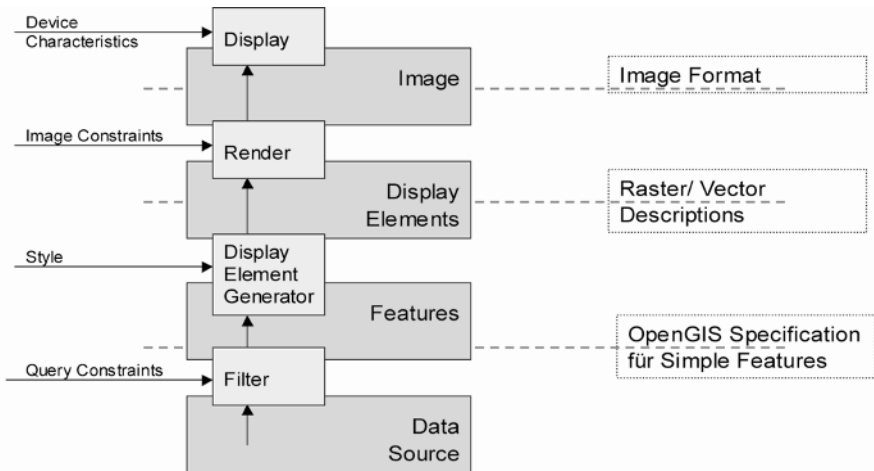 Device
Characteristics
Display
Image
Image Format
Image Constraints
Render
Display
Elements
Raster/ Vector
Descriptions
Style
Display
Element
Generator
Features
OpenGIS Specification
für Simple Features
Query Constraints
Filter
Data
Source